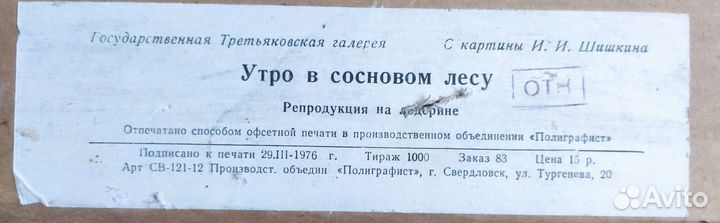 Государственная Третьяковская галерея С картины И. И. Шишкина
Утро в сосновом лесу
ОТК
Репродукция на
Отпечатано способом офсетной печати в производственном объединении «Полиграфист»
Подписано к печати 29.III-1976 г. Тираж 1000 Заказ 83 Цена 15 р.
Арт СВ-121-12 Производст. объедин «Полиграфист», г. Свердловск, ул. Тургенева, 20
Avito